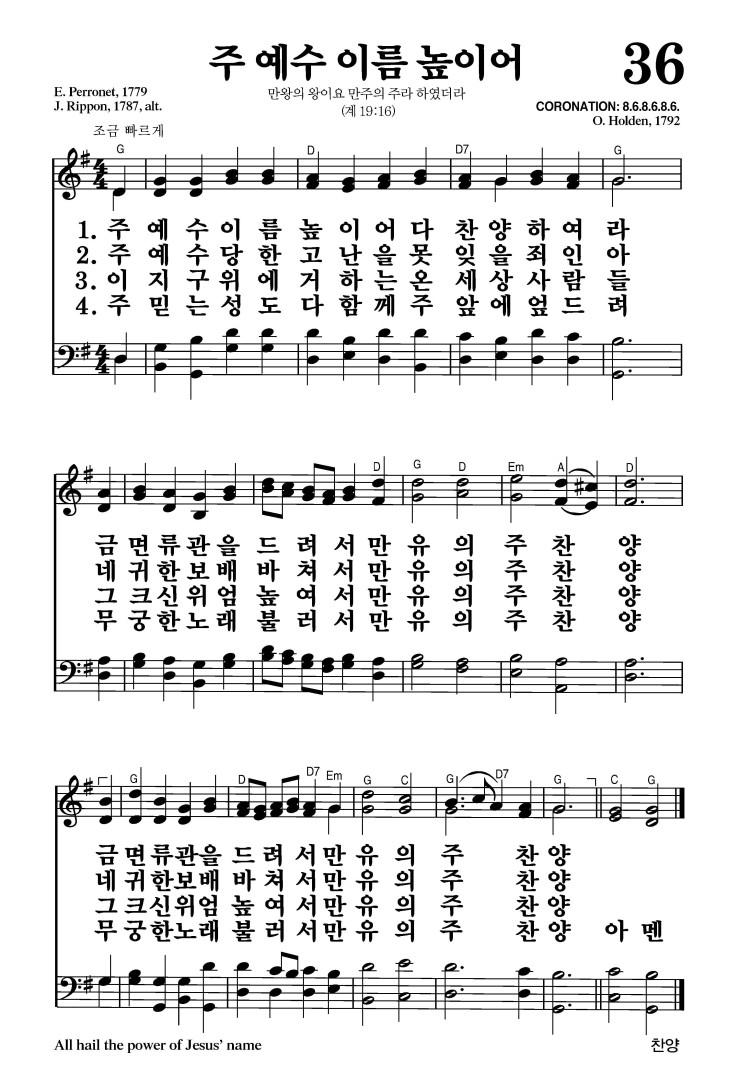 주 예수 이름 높이어
36
E. Perronet, 1779
J. Rippon, 1787, alt.
만왕의 왕이요 만주의 주라 하였더라
(계 19:16)
CORONATION: 8.6.8.6.8.6.
O. Holden, 1792
조금 빠르게
G D D7 G
4 4
1. 주 예 수 이 름 높 이 어 다 찬 양 하 여 라
2. 주 예 수 당 한 고 난 을 못 잊 을 죄 인 아
3. 이 지 구 위 에 거 하 는 온 세 상 사 람 들
4. 주 믿 는 성 도 다 함 께 주 앞 에 엎 드 려
4 4
D G D Em A D
금 면 류 관 을 드 려 서 만 유 의 주 찬 양
네 귀 한 보 배 바 쳐 서 만 유 의 주 찬 양
그 크 신 위 엄 높 여 서 만 유 의 주 찬 양
무 궁 한 노 래 불 러 서 만 유 의 주 찬 양
G D D7 Em G C G D7 G C G
금 면 류 관 을 드 려 서 만 유 의 주 찬 양
네 귀 한 보 배 바 쳐 서 만 유 의 주 찬 양
그 크 신 위 엄 높 여 서 만 유 의 주 찬 양
무 궁 한 노 래 불 러 서 만 유 의 주 찬 양 아 멘
All hail the power of Jesus' name
찬양